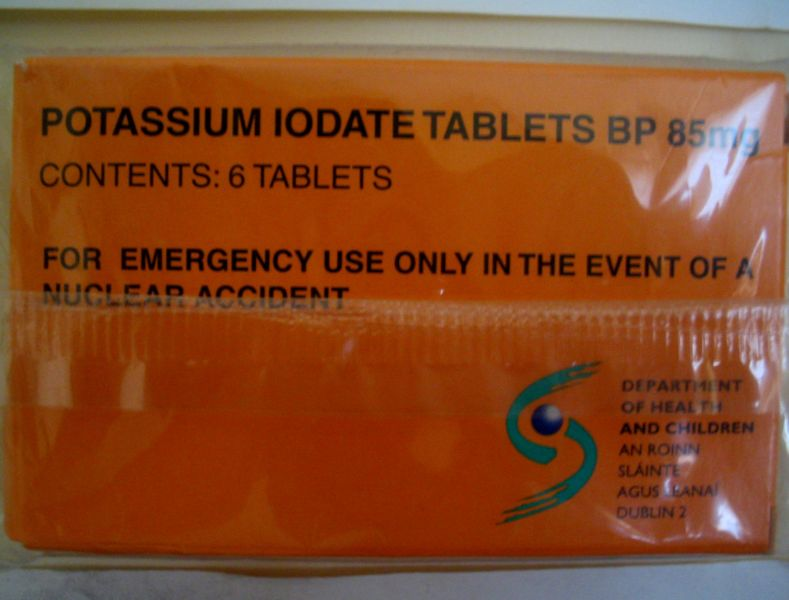 POTASSIUM IODATE TABLETS BP 85mg
CONTENTS: 6 TABLETS
FOR EMERGENCY USE ONLY IN THE EVENT OF A
NUCLEAR ACCIDENT
DEPARTMENT
OF HEALTH
AND CHILDREN
AN ROINN
SLÁINTE
AGUS LEANAÍ
DUBLIN 2